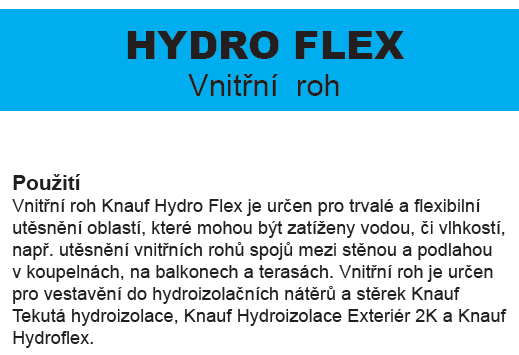 HYDRO FLEX
Vnitřní roh
Použití
Vnitřní roh Knauf Hydro Flex je určen pro trvalé a flexibilní
utěsnění oblastí, které mohou být zatíženy vodou, či vlhkostí,
např. utěsnění vnitřních rohů spojů mezi stěnou a podlahou
v koupelnách, na balkonech a terasách. Vnitřní roh je určen
pro vestavění do hydroizolačních nátěrů a stěrek Knauf
Tekutá hydroizolace, Knauf Hydroizolace Exteriér 2K a Knauf
Hydroflex.